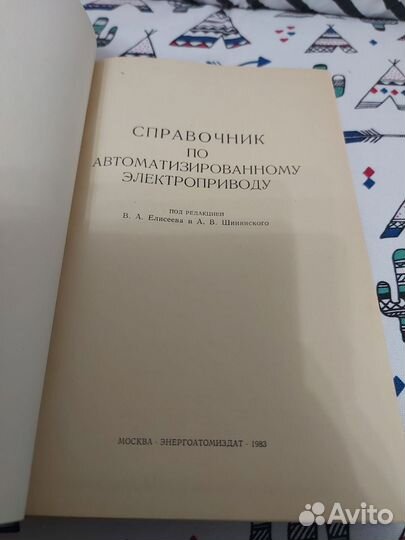 СПРАВОЧНИК
ПО
АВТОМАТИЗИРОВАННОМУ
ЭЛЕКТРОПРИВОДУ
ПОД РЕДАКЦИЕЙ
В. А. Елисеева и А. В. Шинянского
МОСКВА · ЭНЕРГОАТОМИЗДАТ · 1983
Avito